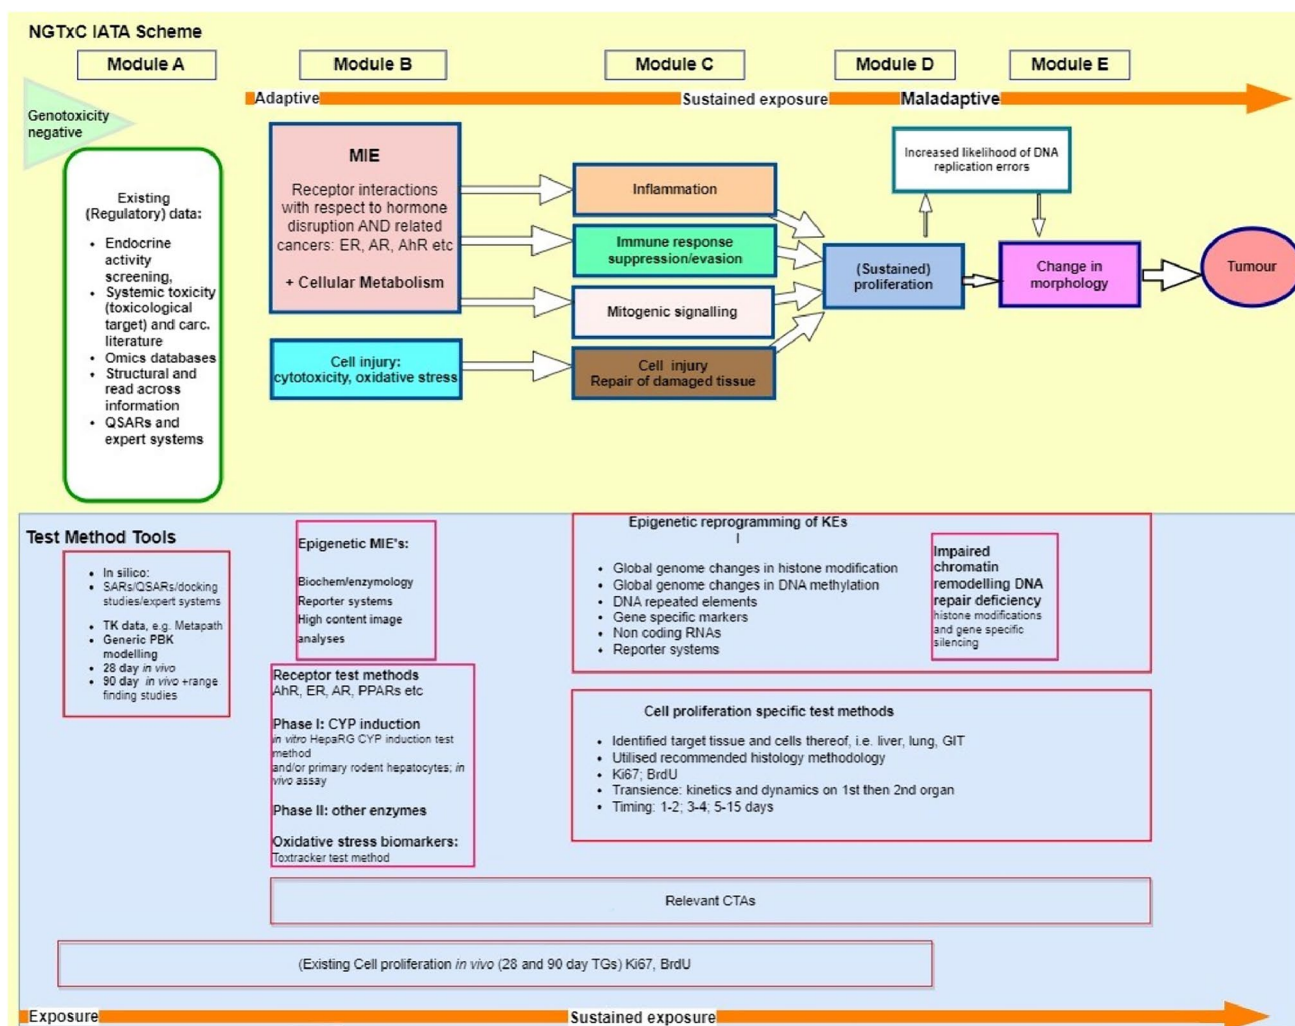 NGTxC IATA Scheme
Module A
Module B
Module C
Module D
Module E
Adaptive
Sustained exposure
Maladaptive
Genotoxicity
negative
Existing
(Regulatory) data:
• Endocrine
activity
screening,
• Systemic toxicity
(toxicological
target) and carc.
literature
• Omics databases
• Structural and
read across
information
• QSARs and
expert systems
MIE
Receptor interactions
with respect to hormone
disruption AND related
cancers: ER, AR, AhR etc
+ Cellular Metabolism
Cell injury:
cytotoxicity, oxidative stress
Inflammation
Immune response
suppression/evasion
Mitogenic signalling
Cell injury
Repair of damaged tissue
(Sustained)
proliferation
Increased likelihood of DNA
replication errors
Change in
morphology
Tumour
Test Method Tools
• In silico:
• SARs/QSARs/docking
studies/expert systems
• TK data, e.g. Metapath
• Generic PBK
modelling
• 28 day in vivo
• 90 day in vivo +range
finding studies
Epigenetic MIE's:
Biochem/enzymology
Reporter systems
High content image
analyses
Receptor test methods
AhR, ER, AR, PPARs etc
Phase I: CYP induction
in vitro HepaRG CYP induction test
method
and/or primary rodent hepatocytes; in
vivo assay
Phase II: other enzymes
Oxidative stress biomarkers:
Toxtracker test method
Epigenetic reprogramming of KEs
I
• Global genome changes in histone modification
• Global genome changes in DNA methylation
• DNA repeated elements
• Gene specific markers
• Non coding RNAs
• Reporter systems
Impaired
chromatin
remodelling DNA
repair deficiency
histone modifications
and gene specific
silencing
Cell proliferation specific test methods
• Identified target tissue and cells thereof, i.e. liver, lung, GIT
• Utilised recommended histology methodology
• Ki67; BrdU
• Transience: kinetics and dynamics on 1st then 2nd organ
• Timing: 1-2; 3-4; 5-15 days
Relevant CTAs
(Existing Cell proliferation in vivo (28 and 90 day TGs) Ki67, BrdU
Exposure
Sustained exposure